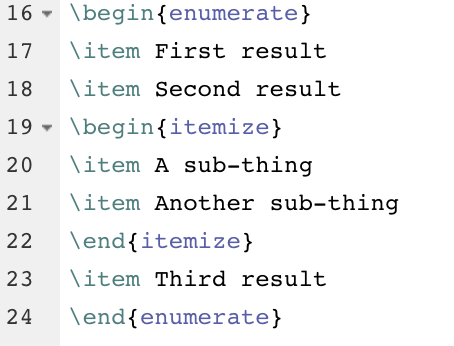 16 \begin{enumerate}
17 \item First result
18 \item Second result
19 \begin{itemize}
20 \item A sub-thing
21 \item Another sub-thing
22 \end{itemize}
23 \item Third result
24 \end{enumerate}